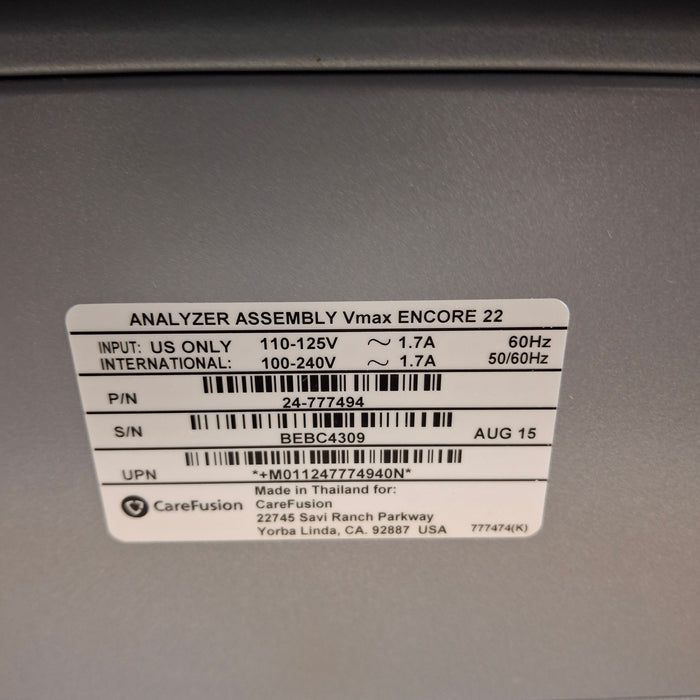 ANALYZER ASSEMBLY Vmax ENCORE 22
INPUT: US ONLY 110-125V ~ 1.7A 60Hz
INTERNATIONAL: 100-240V ~ 1.7A 50/60Hz
P/N 24-777494
S/N BEBC4309 AUG 15
UPN *+M011247774940N*
CareFusion
Made in Thailand for:
CareFusion
22745 Savi Ranch Parkway
Yorba Linda, CA. 92887 USA 777474(K)